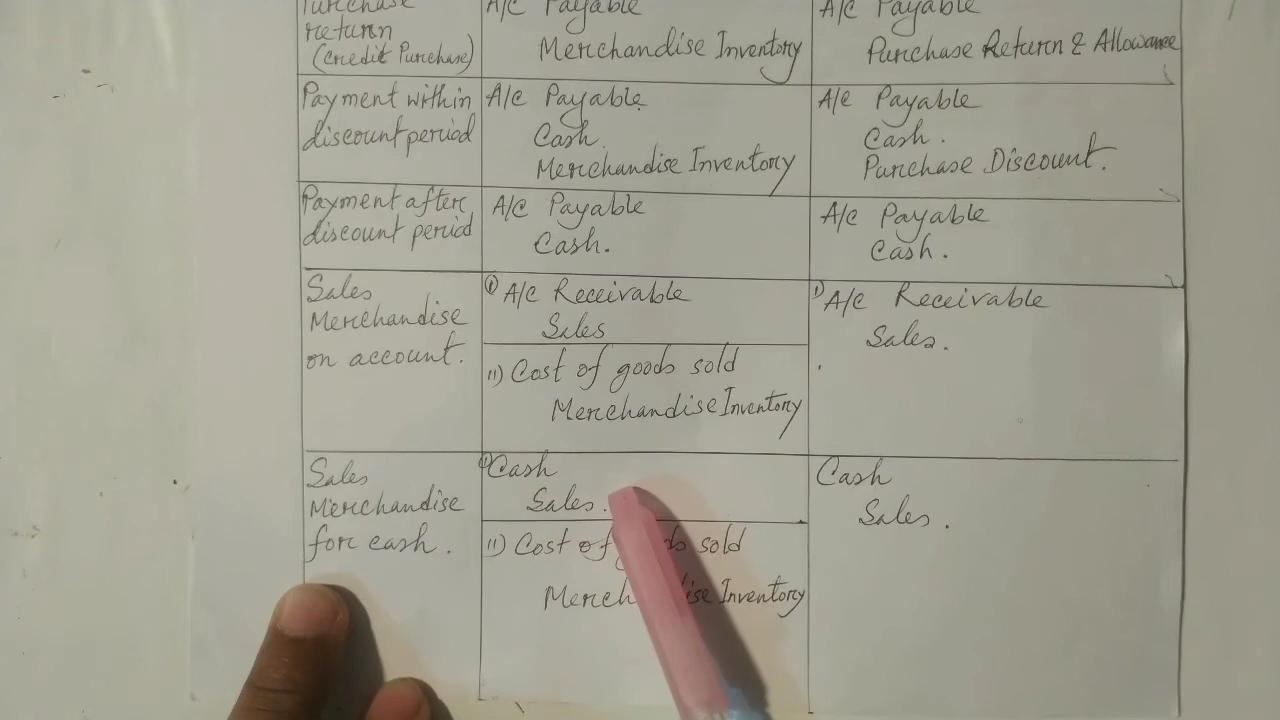 Purchase
return
(Credit Purchase)
A/C Payable
Merchandise Inventory
A/C Payable
Purchase Return & Allowance
Payment within
discount period
A/C Payable
Cash
Merchandise Inventory
A/C Payable
Cash.
Purchase Discount.
Payment after
discount period
A/C Payable
Cash.
A/C Payable
Cash.
Sales
Merchandise
on account.
i) A/C Receivable
Sales
ii) Cost of goods sold
Merchandise Inventory
i) A/C Receivable
Sales.
Sales
Merchandise
for cash.
i) Cash
Sales.
ii) Cost of goods sold
Merchandise Inventory
Cash
Sales.